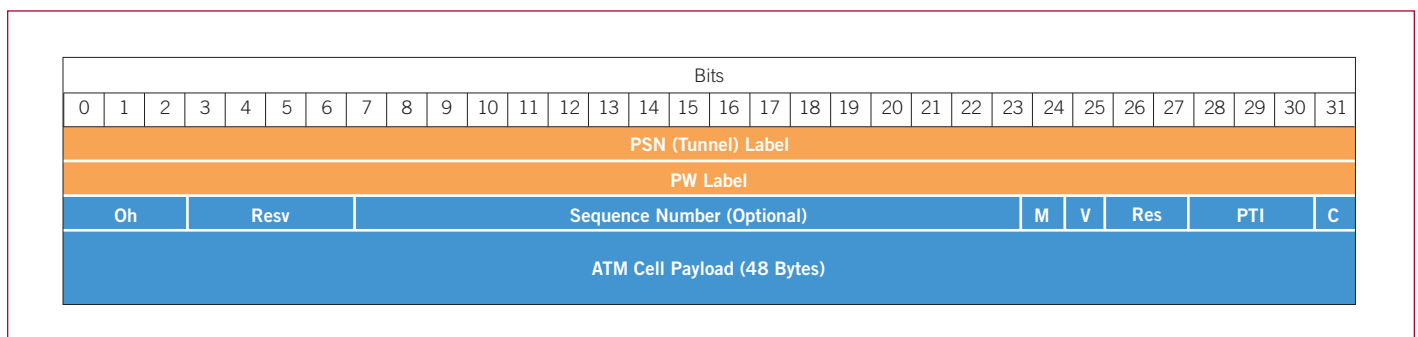 Bits
0 1 2 3 4 5 6 7 8 9 10 11 12 13 14 15 16 17 18 19 20 21 22 23 24 25 26 27 28 29 30 31
PSN (Tunnel) Label
PW Label
Oh Resv Sequence Number (Optional) M V Res PTI C
ATM Cell Payload (48 Bytes)